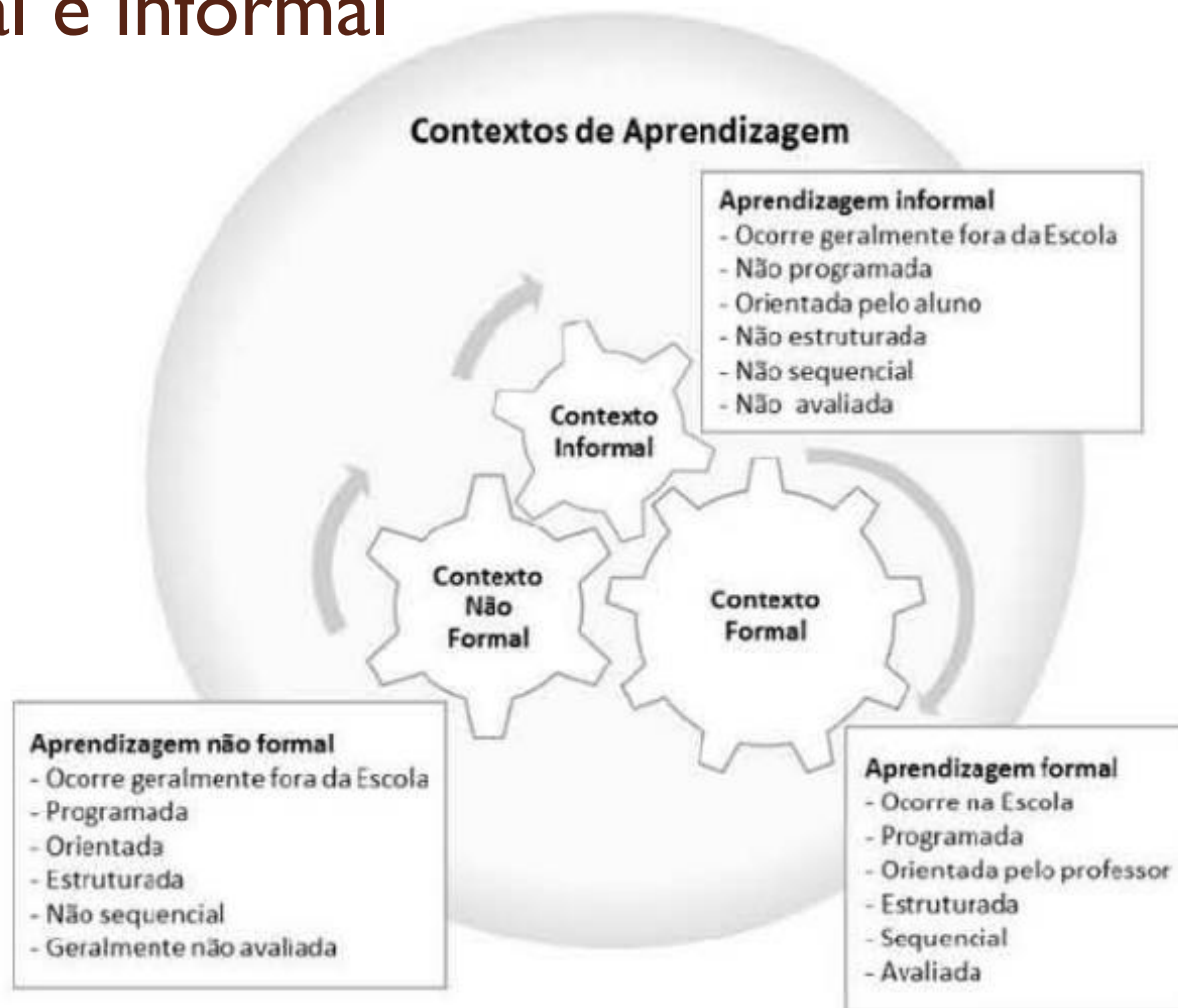 al e informal
Contextos de Aprendizagem
Aprendizagem informal
- Ocorre geralmente fora da Escola
- Não programada
- Orientada pelo aluno
- Não estruturada
- Não sequencial
- Não avaliada
Contexto
Informal
Contexto
Não
Formal
Contexto
Formal
Aprendizagem não formal
- Ocorre geralmente fora da Escola
- Programada
- Orientada
- Estruturada
- Não sequencial
- Geralmente não avaliada
Aprendizagem formal
- Ocorre na Escola
- Programada
- Orientada pelo professor
- Estruturada
- Sequencial
- Avaliada